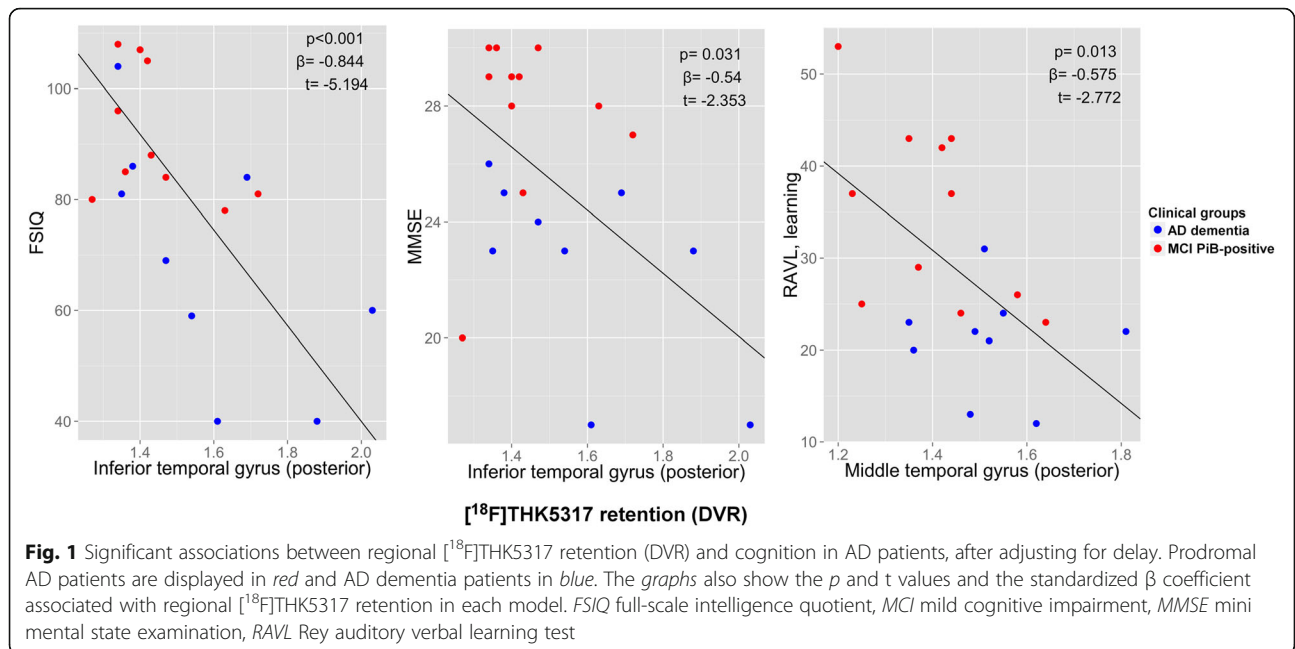 p<0.001
β= -0.844
t= -5.194
100
80
60
40
FSIQ
1.4 1.6 1.8 2.0
Inferior temporal gyrus (posterior)
p= 0.031
β= -0.54
t= -2.353
28
24
20
MMSE
1.4 1.6 1.8 2.0
Inferior temporal gyrus (posterior)
p= 0.013
β= -0.575
t= -2.772
50
40
30
20
10
RAVL, learning
1.2 1.4 1.6 1.8
Middle temporal gyrus (posterior)
Clinical groups
AD dementia
MCI PiB-positive
[¹⁸F]THK5317 retention (DVR)
Fig. 1 Significant associations between regional [¹⁸F]THK5317 retention (DVR) and cognition in AD patients, after adjusting for delay. Prodromal
AD patients are displayed in red and AD dementia patients in blue. The graphs also show the p and t values and the standardized β coefficient
associated with regional [¹⁸F]THK5317 retention in each model. FSIQ full-scale intelligence quotient, MCI mild cognitive impairment, MMSE mini
mental state examination, RAVL Rey auditory verbal learning test